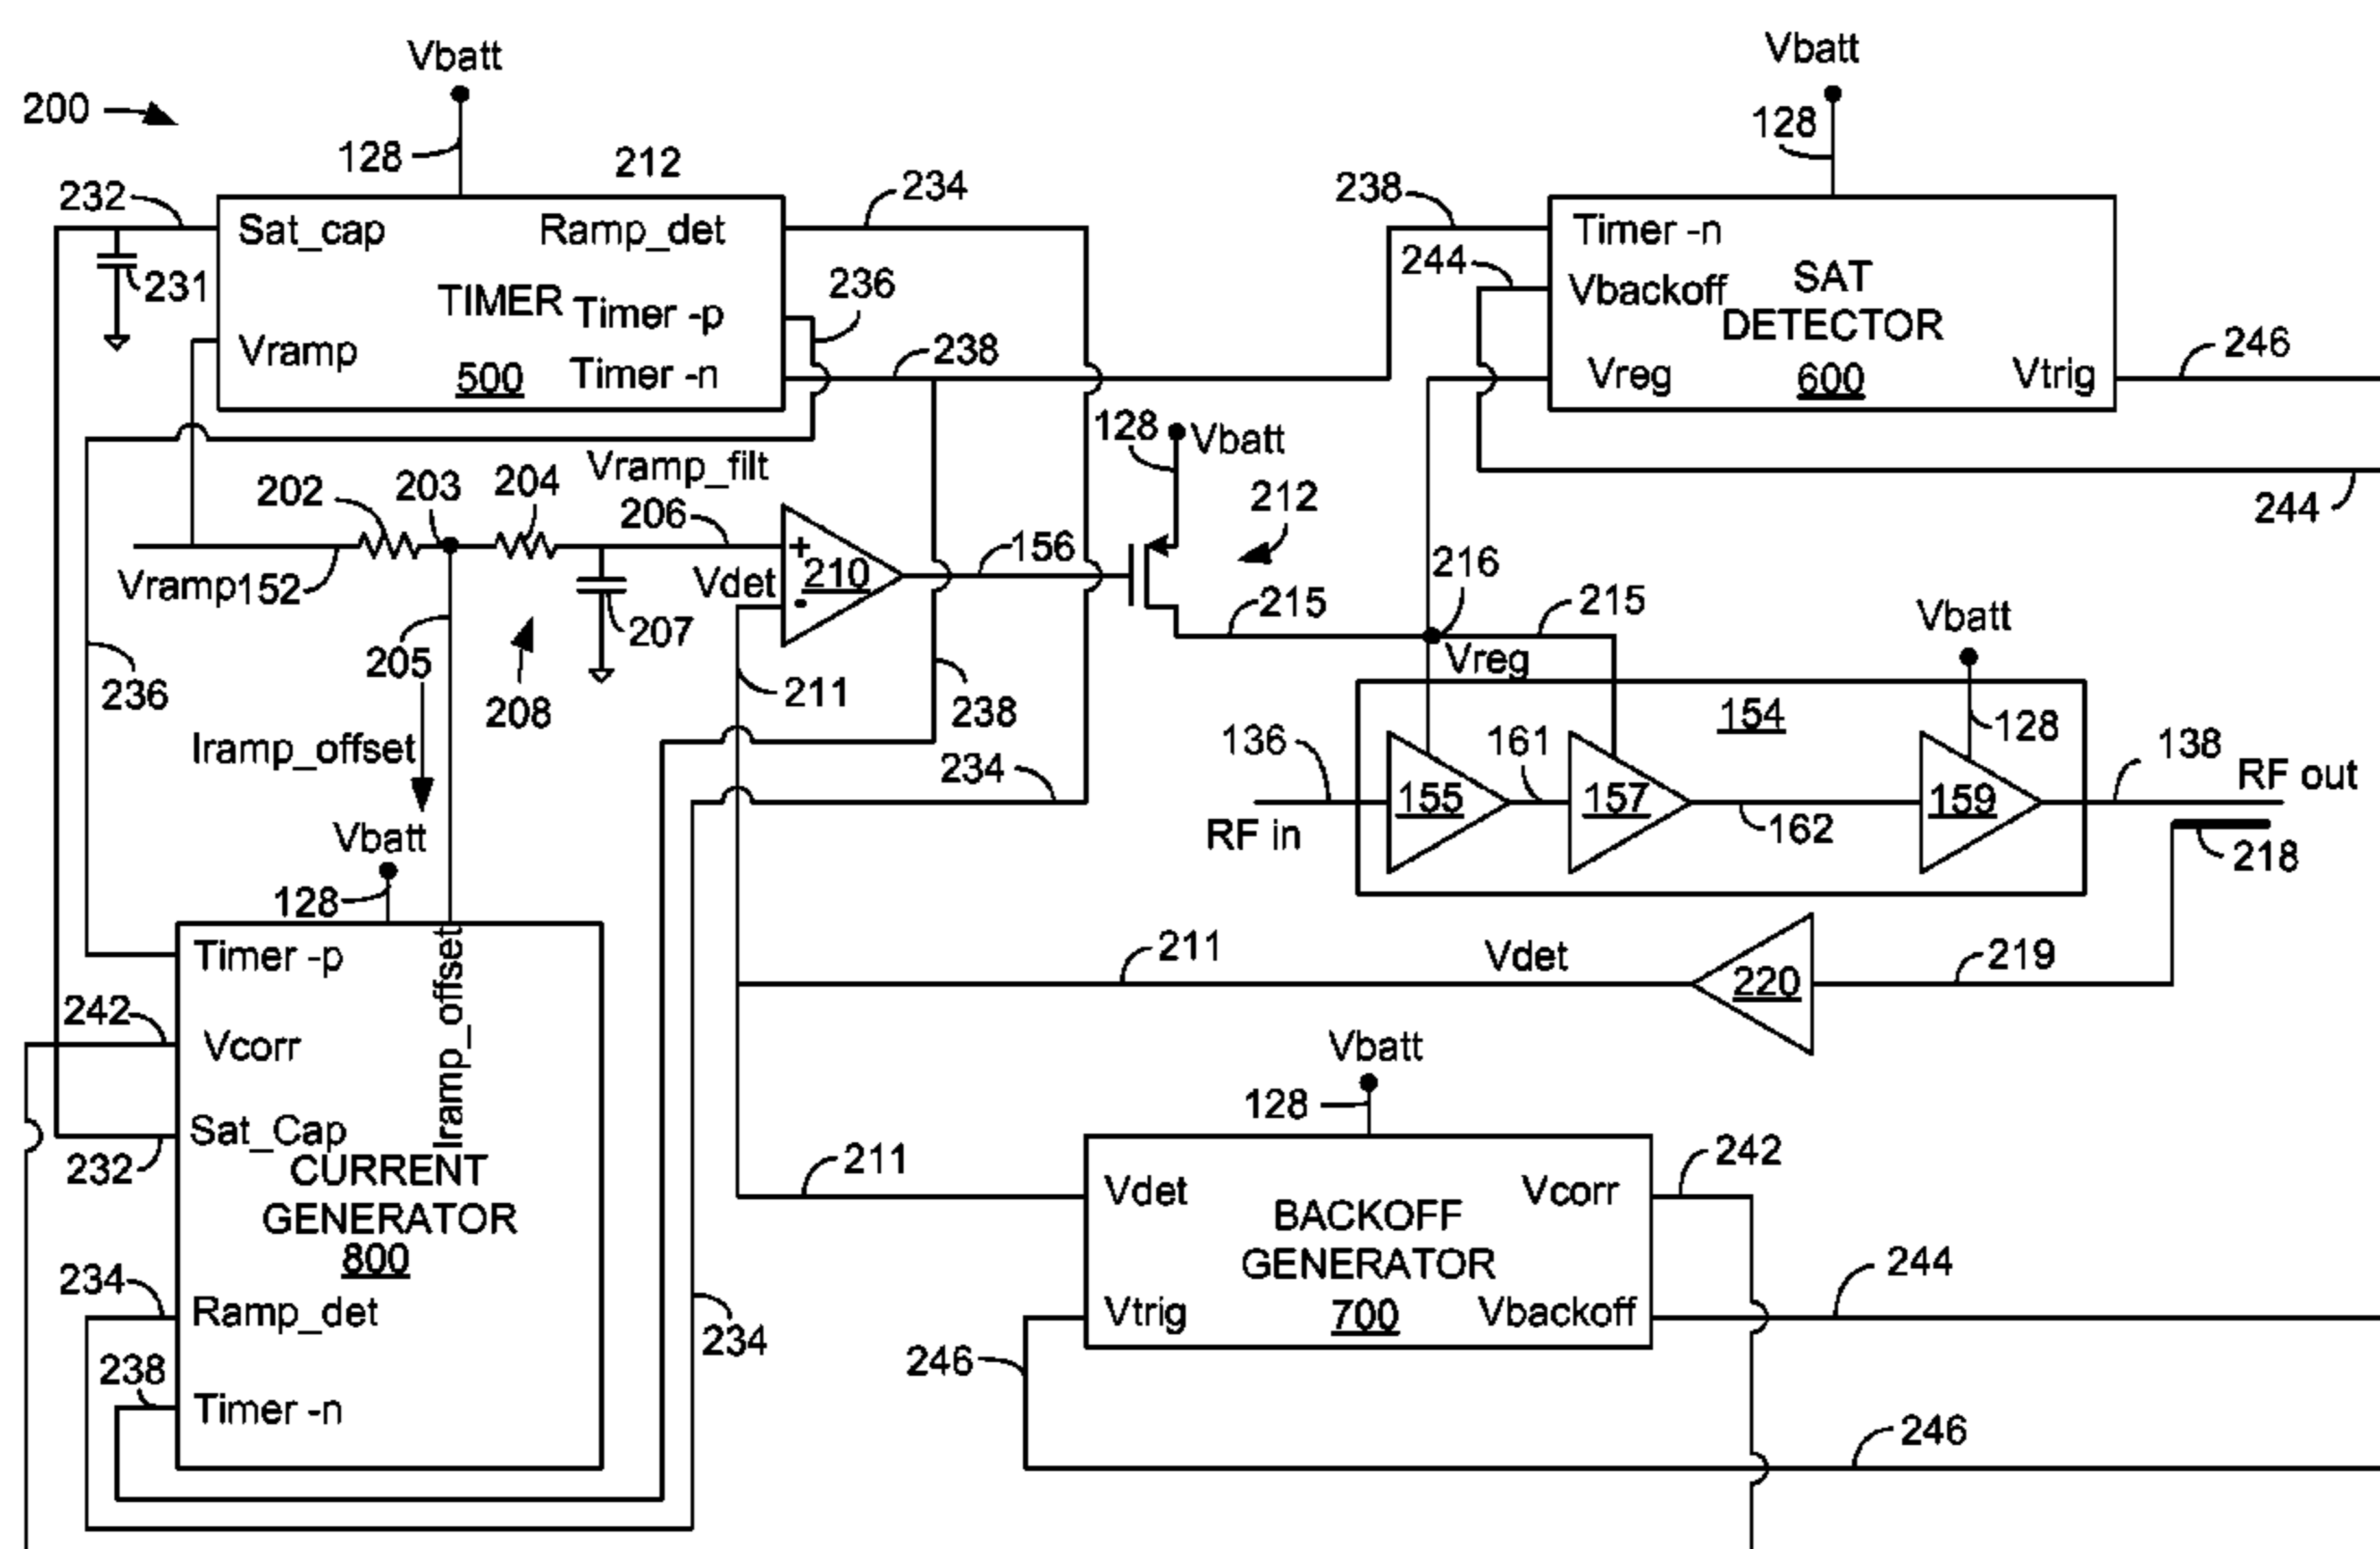 Vbatt
Vbatt
200
128
212
128
232
234
238
Sat_cap
Ramp_det
Timer -n
231
TIMER
Timer -p
236
244
Vbackoff
SAT
DETECTOR
Vramp
500
Timer -n
238
Vreg
600
Vtrig
246
128
Vbatt
202
203
204
Vramp_filt
206
212
244
Vramp
152
Vdet
+
210
-
156
216
207
215
215
Vbatt
205
236
208
211
238
Vreg
154
128
Iramp_offset
136
161
138
RF out
234
155
157
159
RF in
162
218
Vbatt
128
Timer -p
Iramp_offset
211
Vdet
220
219
242
Vcorr
Vbatt
128
Sat_Cap
232
CURRENT
GENERATOR
800
211
Vdet
Vcorr
242
BACKOFF
GENERATOR
700
234
Ramp_det
234
Vtrig
Vbackoff
244
246
238
Timer -n
246